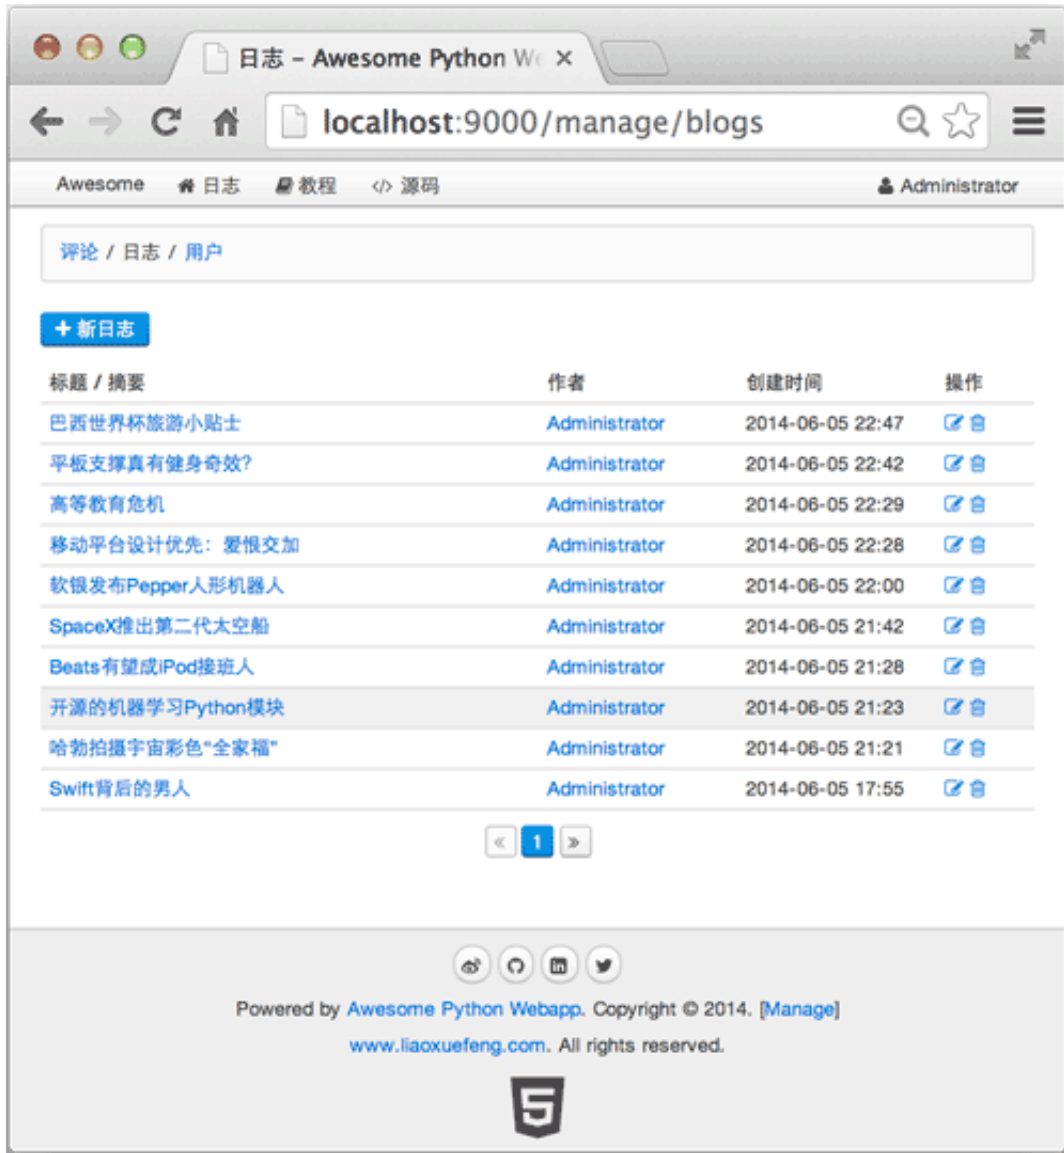 日志 – Awesome Python We
localhost:9000/manage/blogs
Awesome 日志 教程 源码 Administrator
评论 / 日志 / 用户
新日志
标题 / 摘要 作者 创建时间 操作
巴西世界杯旅游小贴士 Administrator 2014-06-05 22:47
平板支撑真有健身奇效? Administrator 2014-06-05 22:42
高等教育危机 Administrator 2014-06-05 22:29
移动平台设计优先：爱恨交加 Administrator 2014-06-05 22:28
软银发布Pepper人形机器人 Administrator 2014-06-05 22:00
SpaceX推出第二代太空船 Administrator 2014-06-05 21:42
Beats有望成iPod接班人 Administrator 2014-06-05 21:28
开源的机器学习Python模块 Administrator 2014-06-05 21:23
哈勃拍摄宇宙彩色"全家福" Administrator 2014-06-05 21:21
Swift背后的男人 Administrator 2014-06-05 17:55
« 1 »
Powered by Awesome Python Webapp. Copyright © 2014. [Manage]
www.liaoxuefeng.com. All rights reserved.